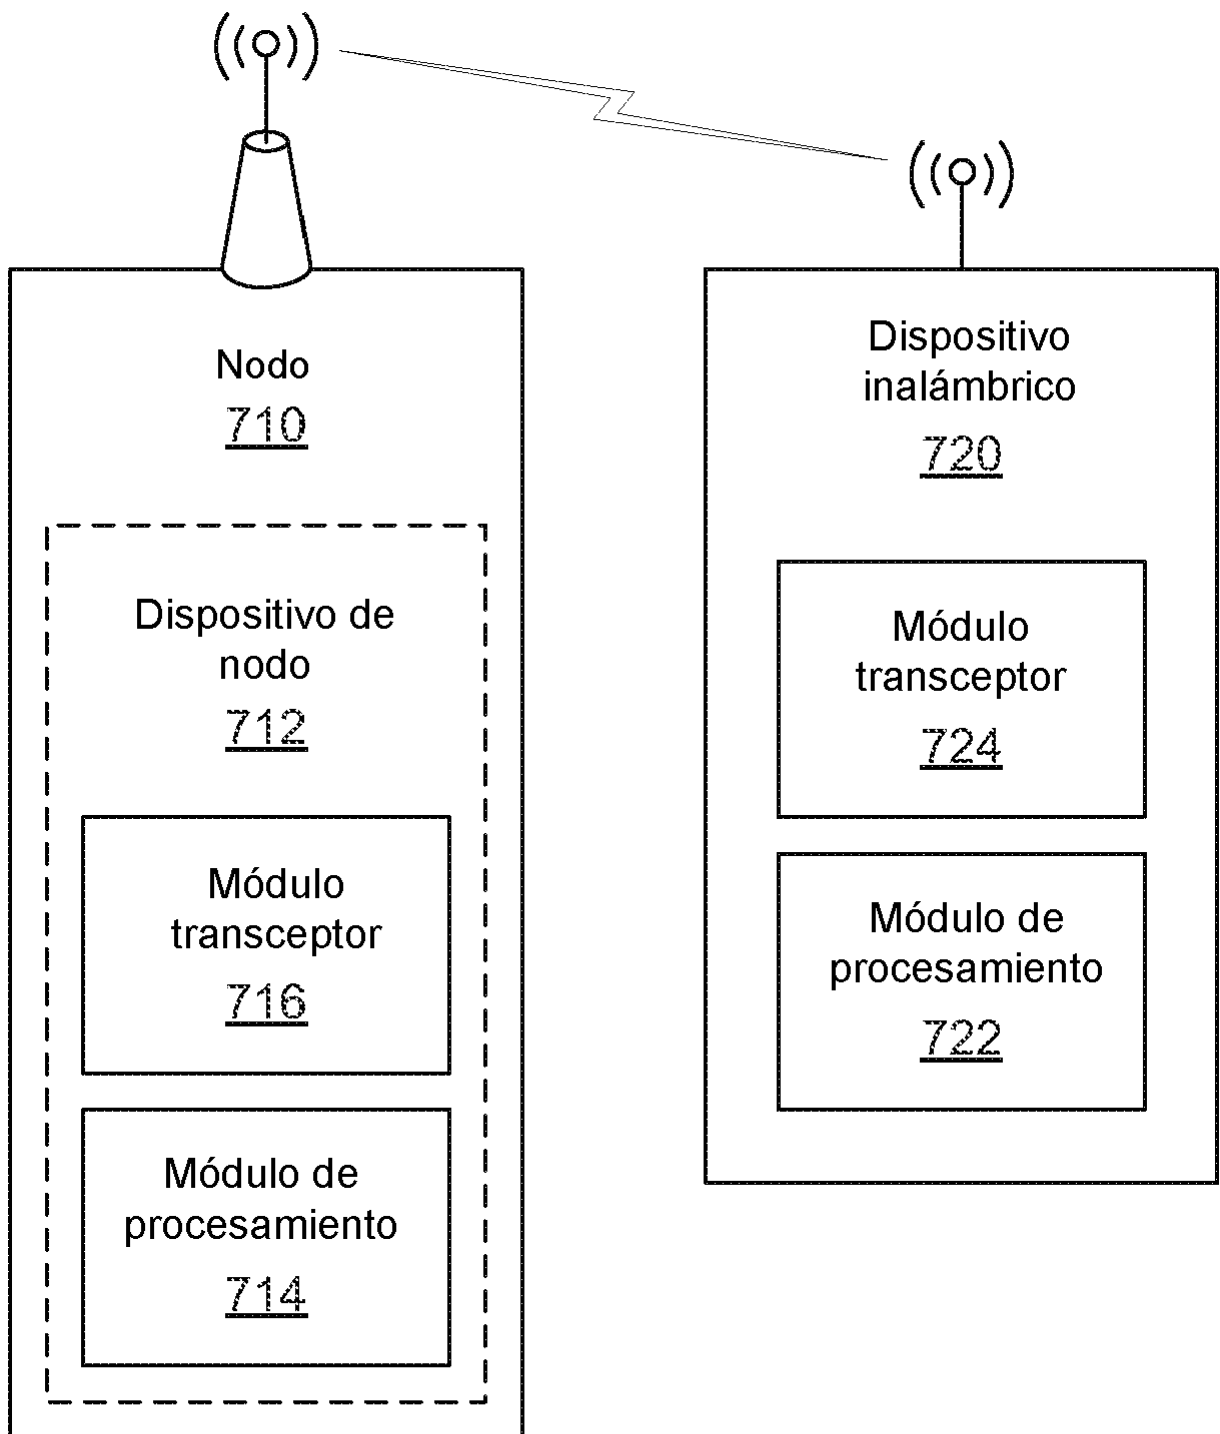 Nodo
710
Dispositivo de
nodo
712
Módulo
transceptor
716
Módulo de
procesamiento
714
Dispositivo
inalámbrico
720
Módulo
transceptor
724
Módulo de
procesamiento
722